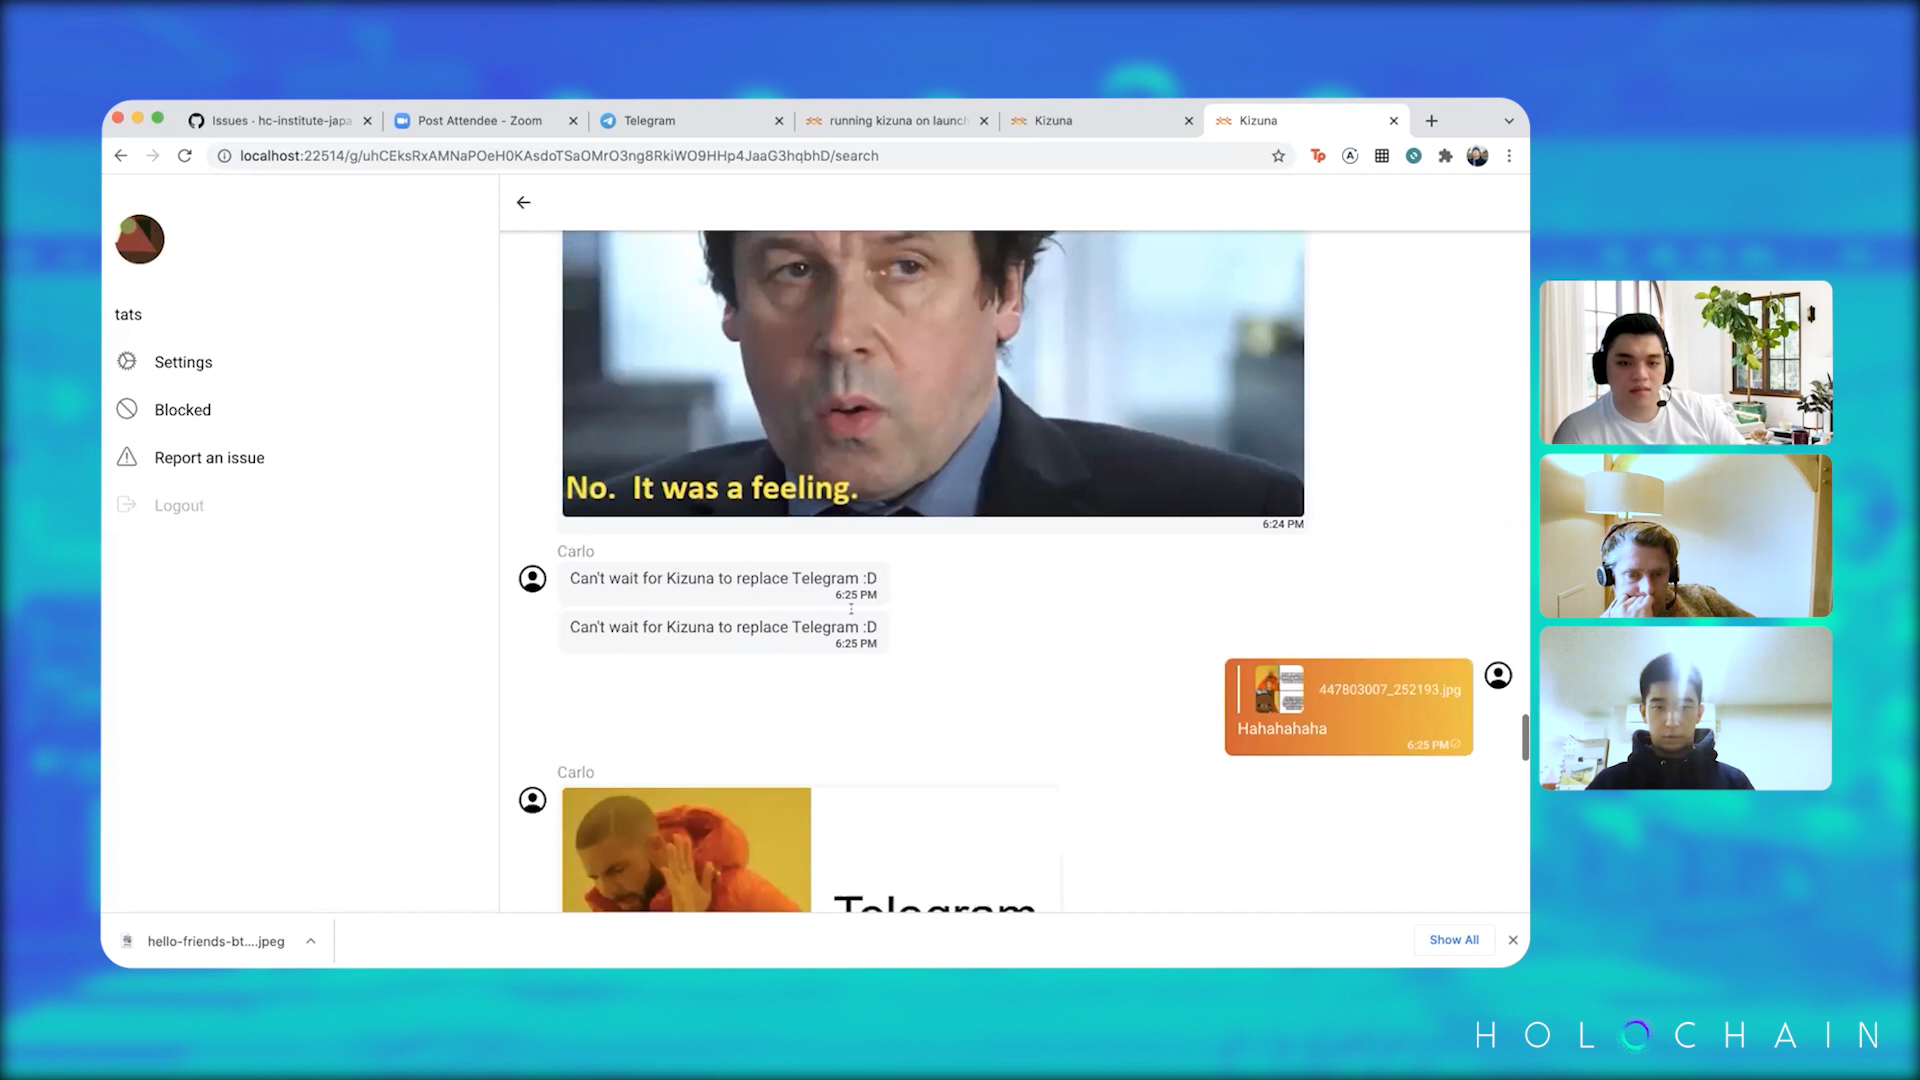 Issues · hc-institute-japa
Post Attendee - Zoom
Telegram
running kizuna on launch
Kizuna
Kizuna
localhost:22514/g/uhCEksRxAMNaPOeH0KAsdoTSaOMrO3ng8RkiWO9HHp4JaaG3hqbhD/search
Tp
A
tats
Settings
Blocked
Report an issue
Logout
No. It was a feeling.
6:24 PM
Carlo
Can't wait for Kizuna to replace Telegram :D
6:25 PM
Can't wait for Kizuna to replace Telegram :D
6:25 PM
447803007_252193.jpg
Hahahahaha
6:25 PM
Carlo
Telegram
hello-friends-bt....jpeg
Show All
HOLOCHAIN